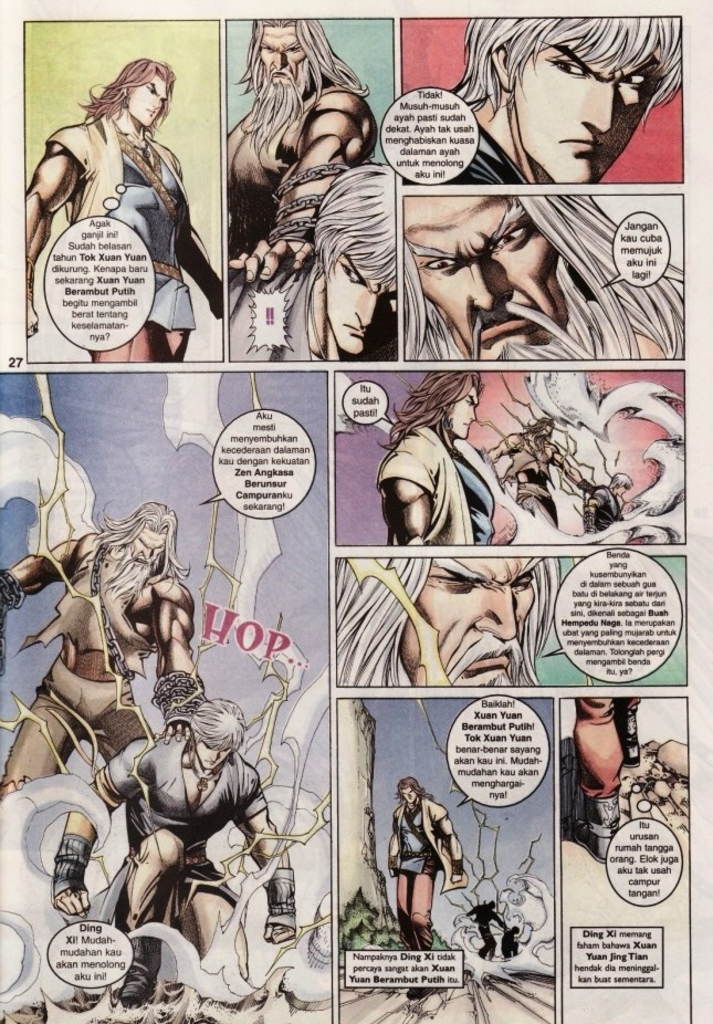 Agak
ganjil ini!
Sudah belasan
tahun Tok Xuan Yuan
dikurung. Kenapa baru
sekarang Xuan Yuan
Berambut Putih
begitu mengambil
berat tentang
keselamatan-
nya?
!!
Tidak!
Musuh-musuh
ayah pasti sudah
dekat. Ayah tak usah
menghabiskan kuasa
dalaman ayah
untuk menolong
aku ini!
Jangan
kau cuba
memujuk
aku ini
lagi!
27
Aku
mesti
menyembuhkan
kecederaan dalaman
kau dengan kekuatan
Zen Angkasa
Berunsur
Campuranku
sekarang!
HOP...
Ding
Xi! Mudah-
mudahan kau
akan menolong
aku ini!
Itu
sudah
pasti!
Benda
yang
kusembunyikan
di dalam sebuah gua
batu di belakang air terjun
yang kira-kira sebatu dari
sini, dikenali sebagai Buah
Hempedu Naga. Ia merupakan
ubat yang paling mujarab untuk
menyembuhkan kecederaan
dalaman. Tolonglah pergi
mengambil benda
itu, ya?
Baiklah!
Xuan Yuan
Berambut Putih!
Tok Xuan Yuan
benar-benar sayang
akan kau ini. Mudah-
mudahan kau akan
menghargai-
nya!
Nampaknya Ding Xi tidak
percaya sangat akan Xuan
Yuan Berambut Putih itu.
Itu
urusan
rumah tangga
orang. Elok juga
aku tak usah
campur
tangan!
Ding Xi memang
faham bahawa Xuan
Yuan Jing Tian
hendak dia meninggal-
kan buat sementara.